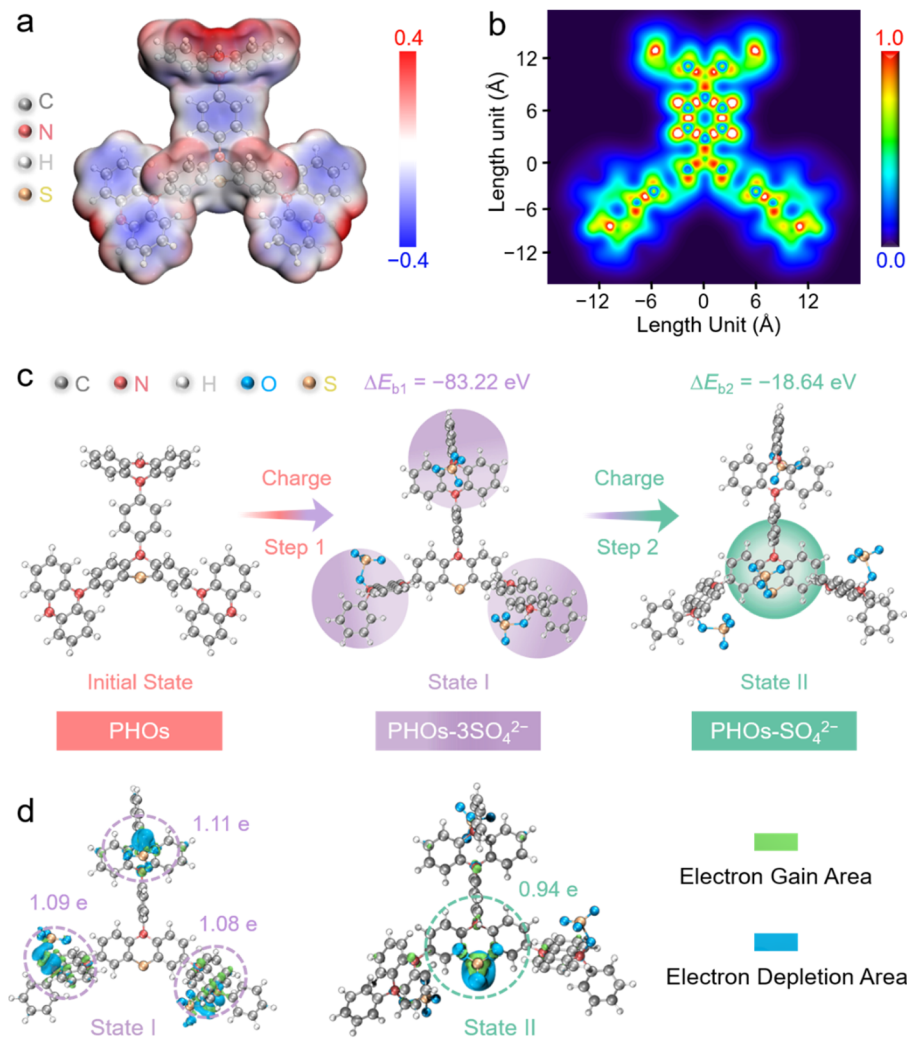 a
0.4
−0.4
C
N
H
S
b
1.0
0.0
Length unit (Å)
12
6
0
−6
−12
−12 −6 0 6 12
Length Unit (Å)
c
C N H O S
ΔEb1 = −83.22 eV
ΔEb2 = −18.64 eV
Charge
Step 1
Charge
Step 2
Initial State
State I
State II
PHOs
PHOs-3SO₄²⁻
PHOs-SO₄²⁻
d
1.11 e
1.09 e
1.08 e
State I
0.94 e
State II
Electron Gain Area
Electron Depletion Area